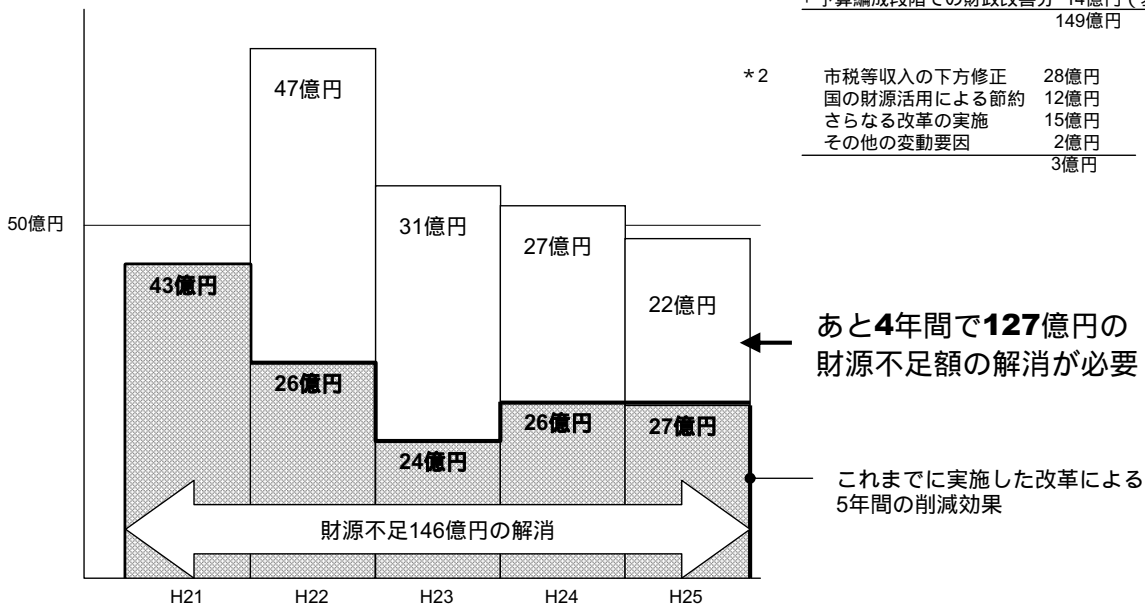 149億円
*2
市税等収入の下方修正 28億円
国の財源活用による節約 12億円
さらなる改革の実施 15億円
その他の変動要因 2億円
3億円
50億円
47億円
31億円
27億円
22億円
43億円
26億円
24億円
26億円
27億円
あと4年間で127億円の
財源不足額の解消が必要
これまでに実施した改革による
5年間の削減効果
財源不足146億円の解消
H21 H22 H23 H24 H25